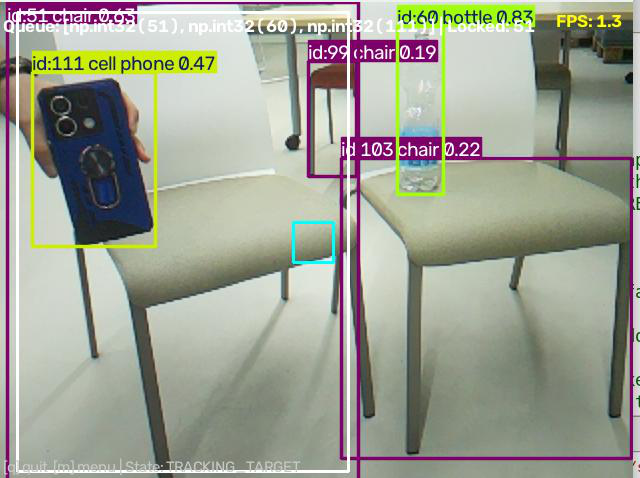 id:51 chair 0.63
id:60 bottle 0.83
FPS: 1.3
Queue: [np.int32(51), np.int32(60), np.int32(111)] | Locked: 51
id:99 chair 0.19
id:111 cell phone 0.47
id 103 chair 0.22
[q] quit [m] menu | State: TRACKING_TARGET